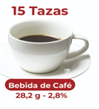 15 Tazas
Bebida de Café
28,2 g - 2,8%